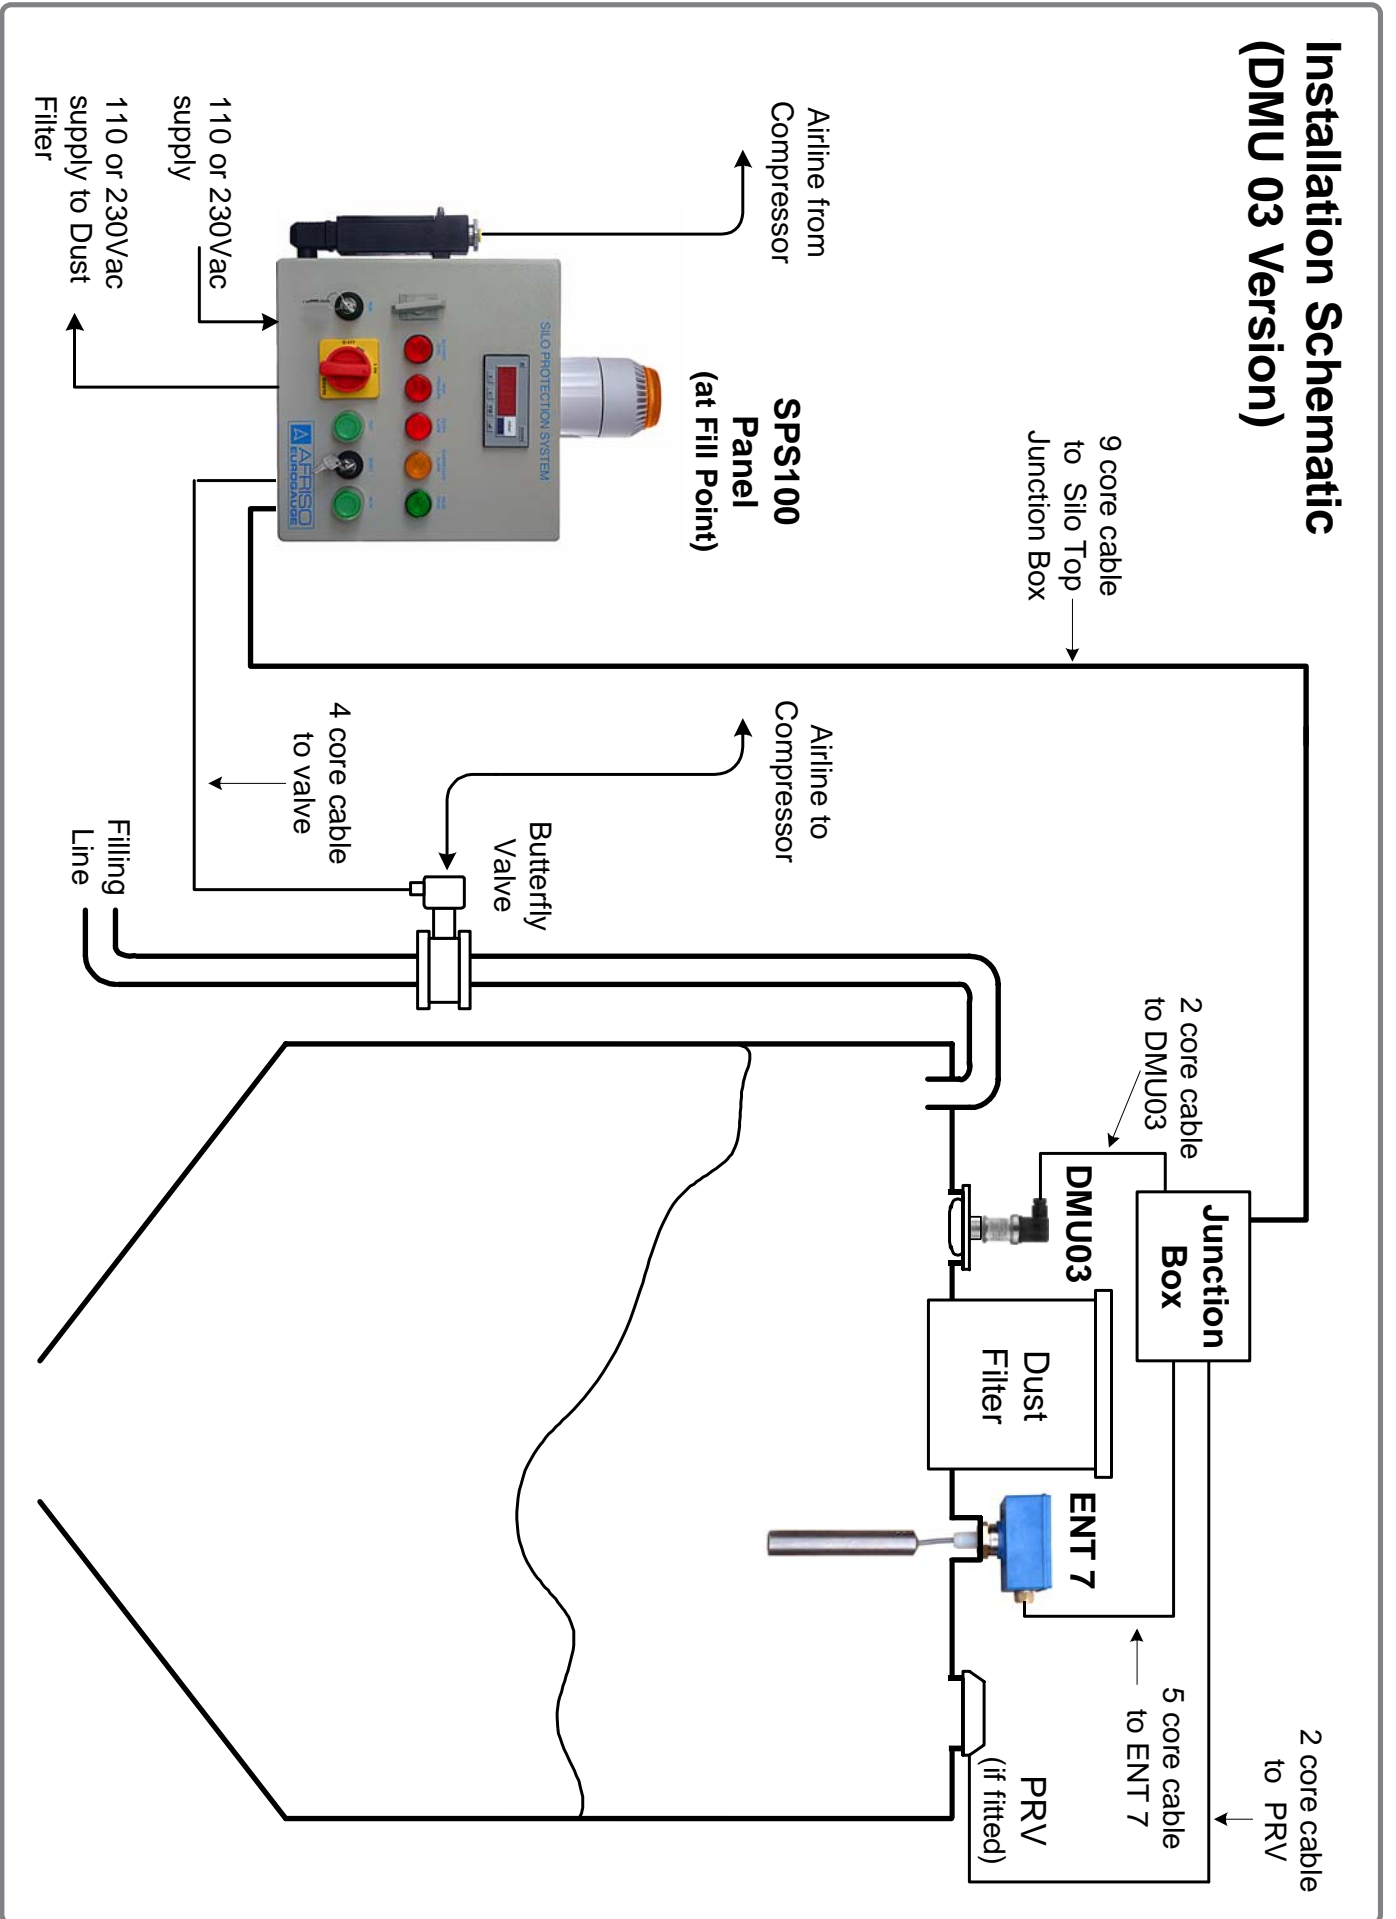 Installation Schematic
(DMU 03 Version)
Airline from
Compressor
110 or 230Vac
supply
110 or 230Vac
supply to Dust
Filter
SPS100
Panel
(at Fill Point)
SILO PROTECTION SYSTEM
AFRISO
EUROGAUGE
9 core cable
to Silo Top
Junction Box
4 core cable
to valve
Airline to
Compressor
Butterfly
Valve
Filling
Line
2 core cable
to DMU03
Junction
Box
DMU03
Dust
Filter
ENT 7
5 core cable
to ENT 7
2 core cable
to PRV
PRV
(if fitted)